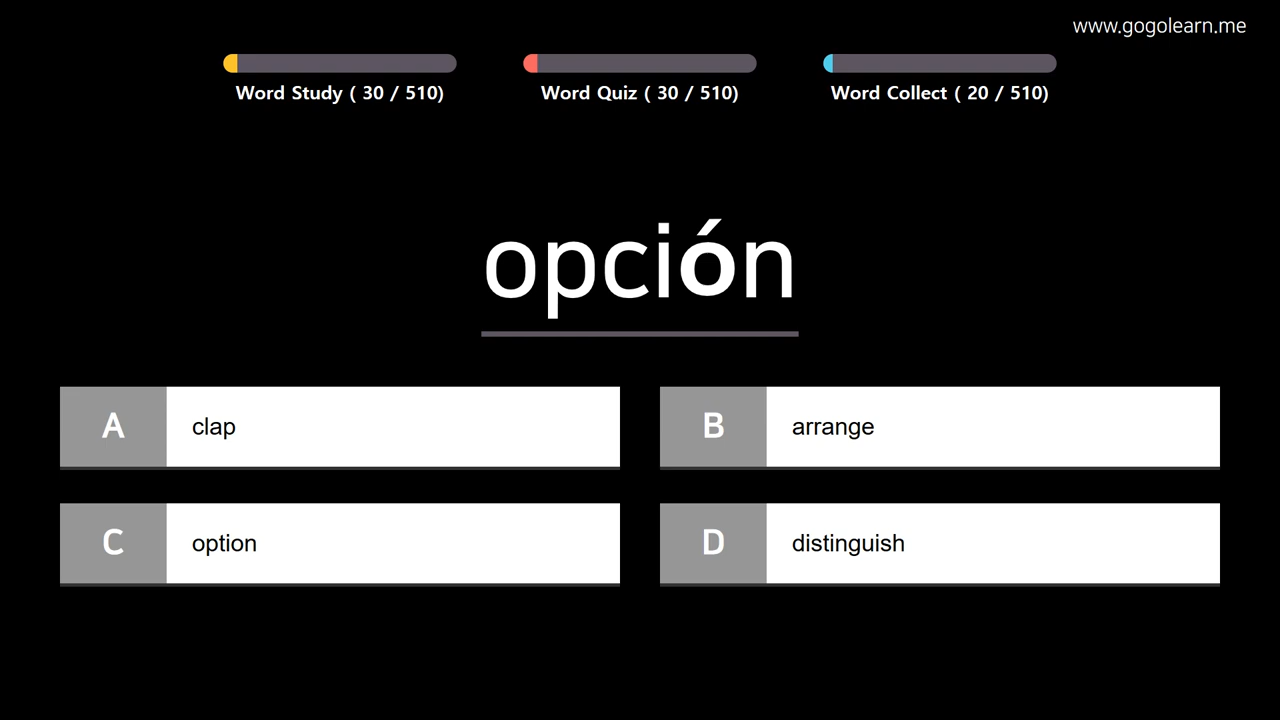 www.gogolearn.me
Word Study ( 30 / 510)
Word Quiz ( 30 / 510)
Word Collect ( 20 / 510)
opción
A clap
B arrange
C option
D distinguish